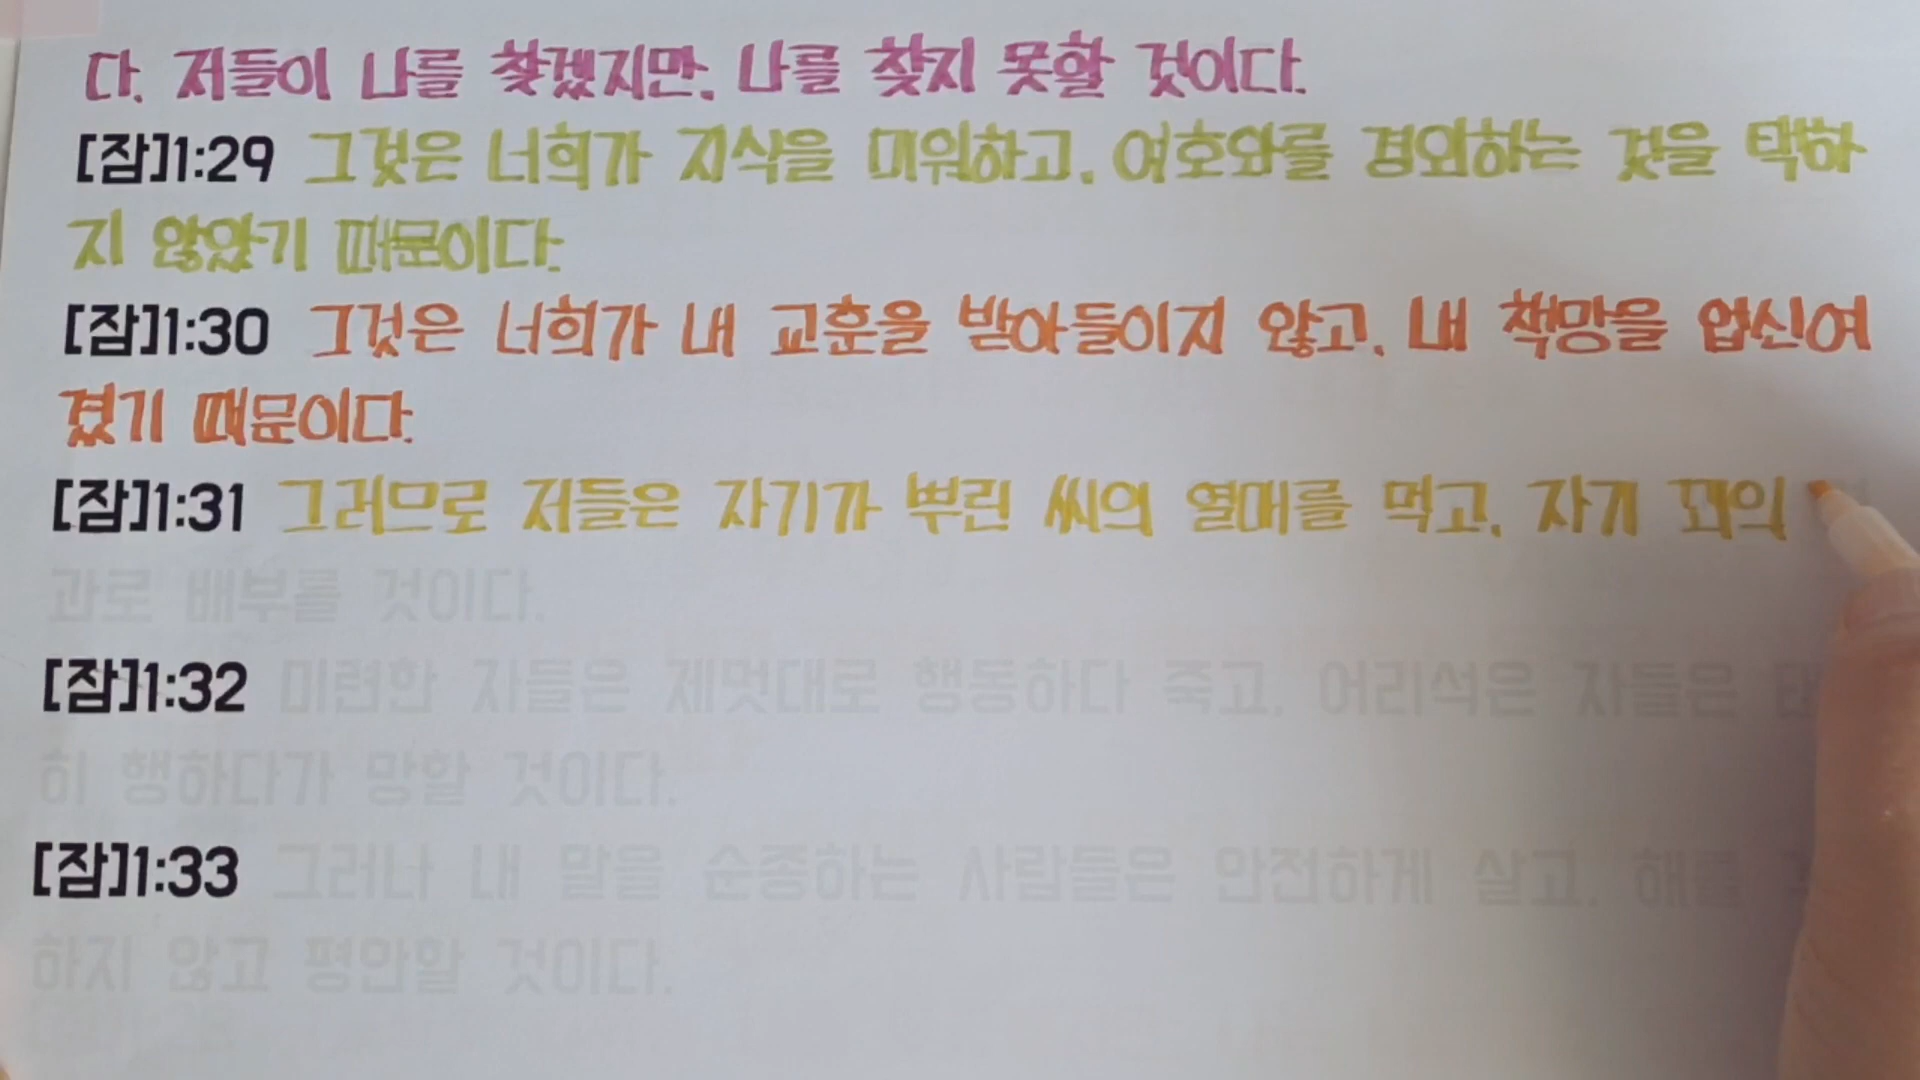 다. 저들이 나를 찾겠지만, 나를 찾지 못할 것이다.
[잠]1:29 그것은 너희가 지식을 미워하고, 여호와를 경외하는 것을 택하
지 않았기 때문이다.
[잠]1:30 그것은 너희가 내 교훈을 받아들이지 않고, 내 책망을 업신여
겼기 때문이다.
[잠]1:31 그러므로 저들은 자기가 뿌린 씨의 열매를 먹고, 자기 꾀의
과로 배부를 것이다.
[잠]1:32 미련한 자들은 제멋대로 행동하다 죽고, 어리석은 자들은
히 행하다가 망할 것이다.
[잠]1:33 그러나 내 말을 순종하는 사람들은 안전하게 살고, 해를
하지 않고 평안할 것이다.